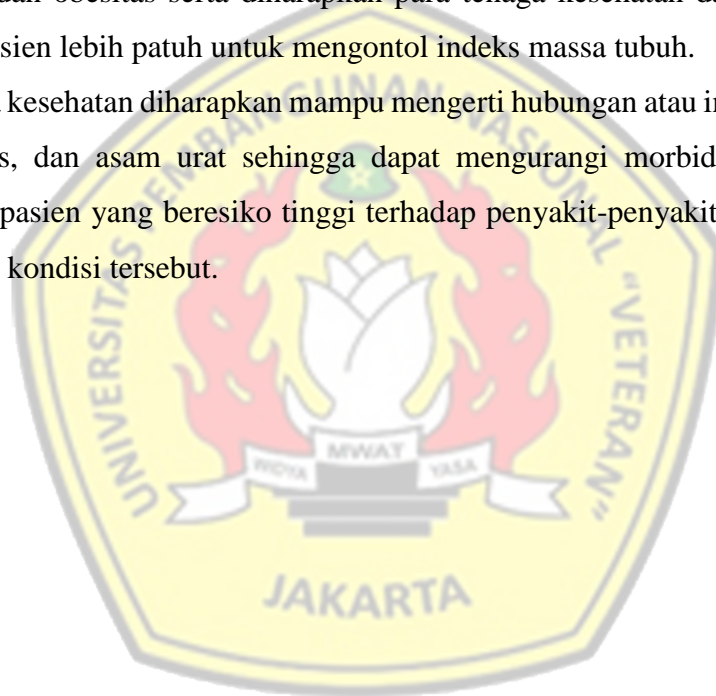 dan obesitas serta diharapkan para tenaga kesehatan da
sien lebih patuh untuk mengontol indeks massa tubuh.
kesehatan diharapkan mampu mengerti hubungan atau in
s, dan asam urat sehingga dapat mengurangi morbid
pasien yang beresiko tinggi terhadap penyakit-penyakit
kondisi tersebut.
UNIVERSITAS PEMBANGUNAN NASIONAL "VETERAN"
WIDYA MWAT YASA
JAKARTA